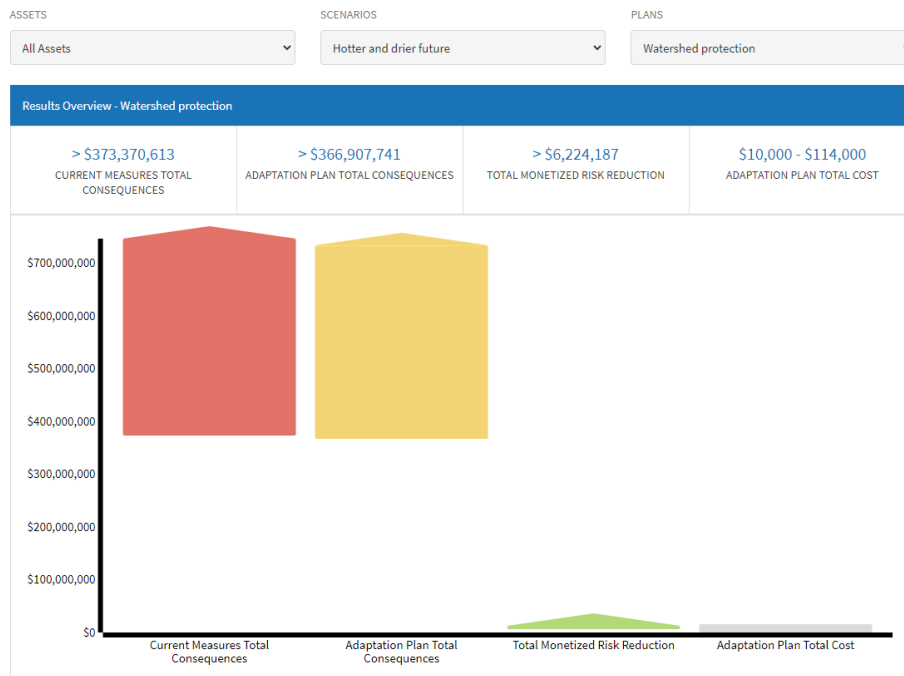 ASSETS
SCENARIOS
PLANS
All Assets
Hotter and drier future
Watershed protection
Results Overview - Watershed protection
> $373,370,613
CURRENT MEASURES TOTAL
CONSEQUENCES
> $366,907,741
ADAPTATION PLAN TOTAL CONSEQUENCES
> $6,224,187
TOTAL MONETIZED RISK REDUCTION
$10,000 - $114,000
ADAPTATION PLAN TOTAL COST
$700,000,000
$600,000,000
$500,000,000
$400,000,000
$300,000,000
$200,000,000
$100,000,000
$0
Current Measures Total
Consequences
Adaptation Plan Total
Consequences
Total Monetized Risk Reduction
Adaptation Plan Total Cost